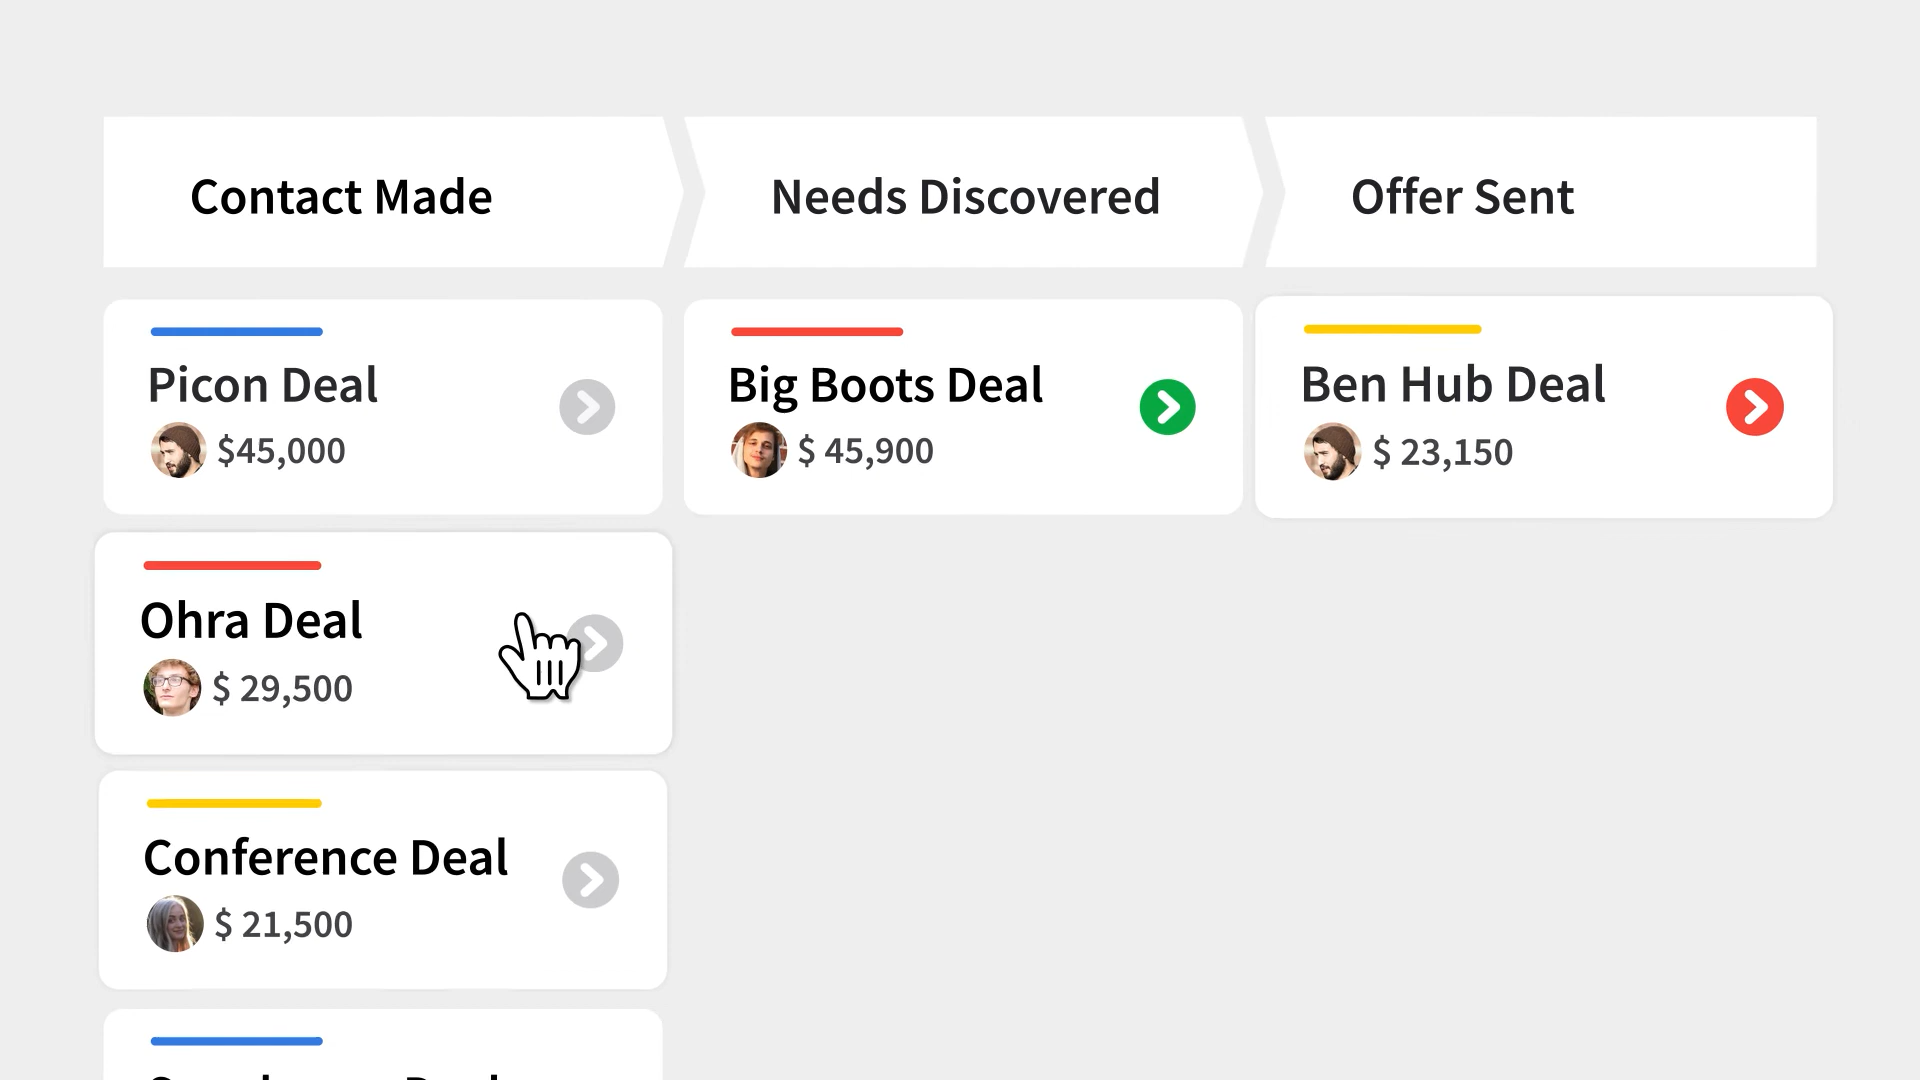 Contact Made
Needs Discovered
Offer Sent
Picon Deal
$45,000
Big Boots Deal
$ 45,900
Ben Hub Deal
$ 23,150
Ohra Deal
$ 29,500
Conference Deal
$ 21,500
Deal